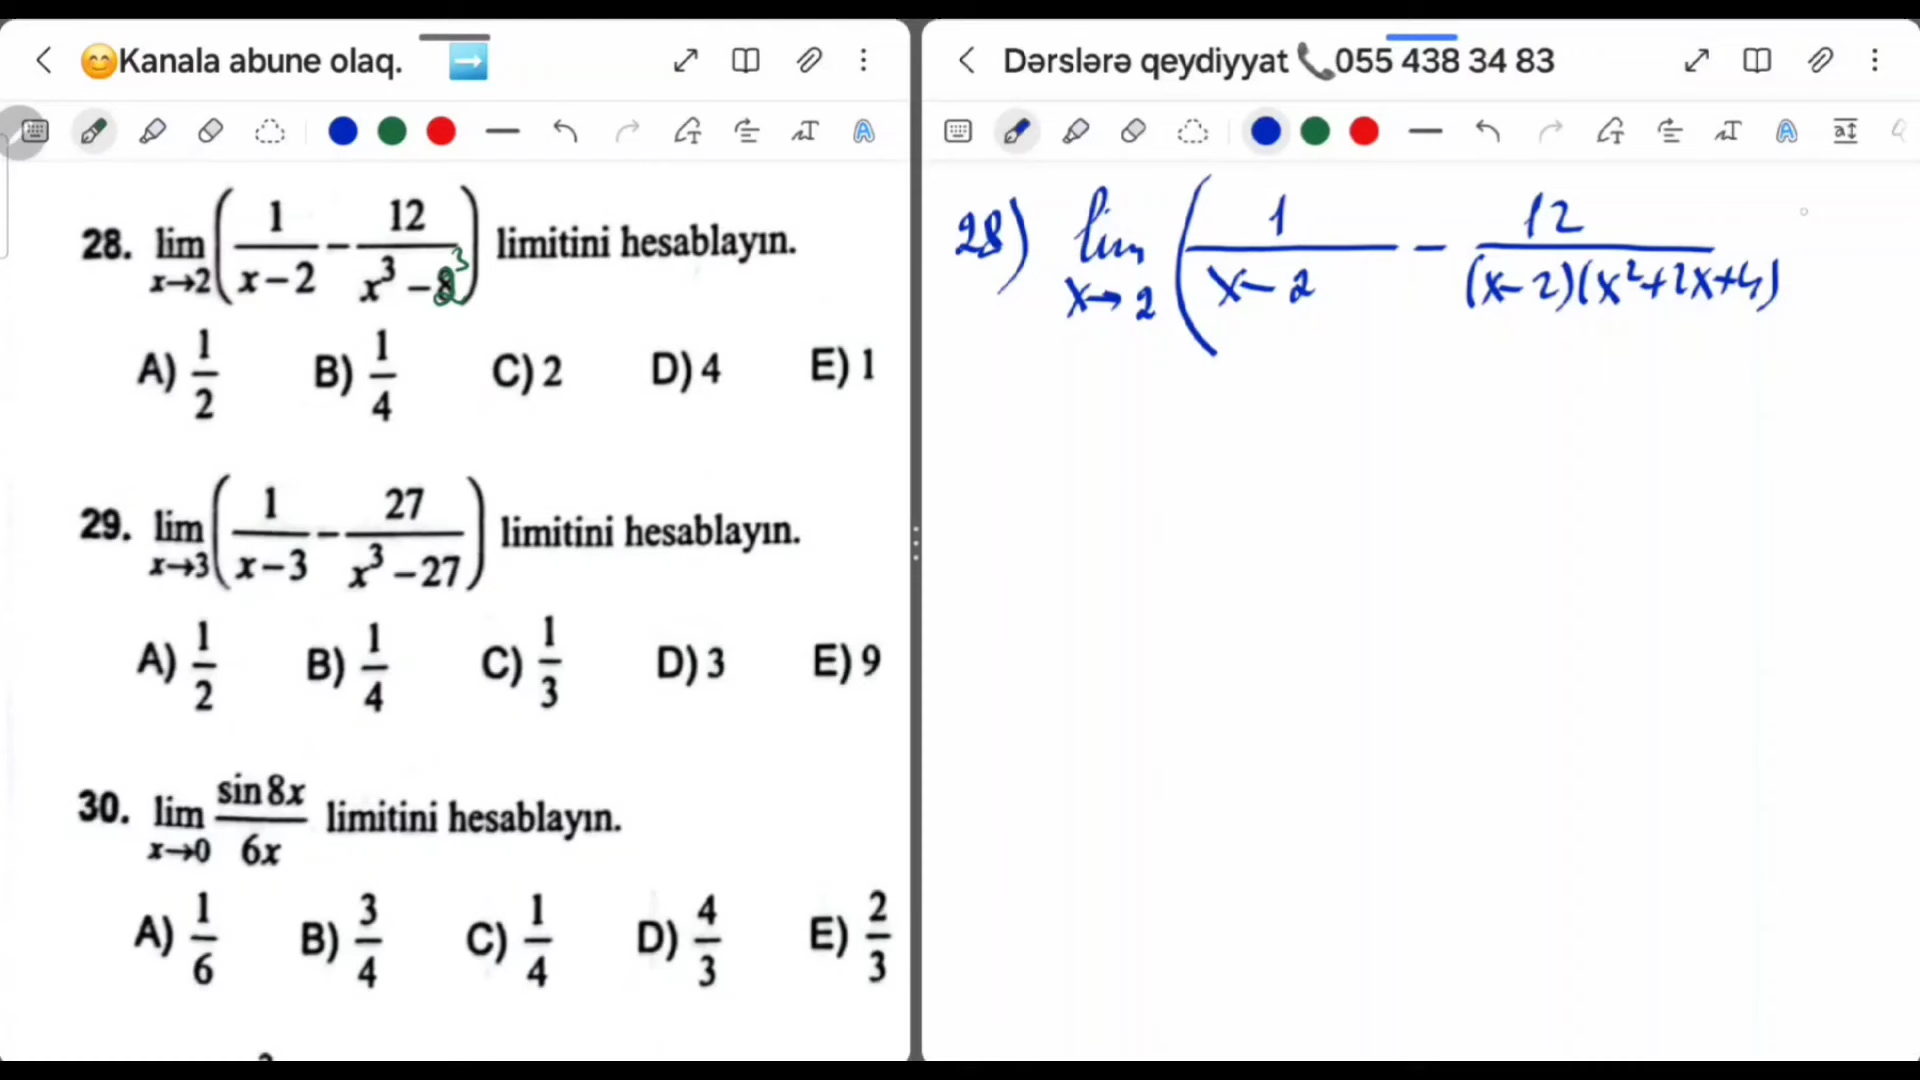 😊Kanala abune olaq. ➡️
28. lim x→2 (1/(x−2) − 12/(x³−8)) limitini hesablayın.
A) 1/2 B) 1/4 C) 2 D) 4 E) 1
29. lim x→3 (1/(x−3) − 27/(x³−27)) limitini hesablayın.
A) 1/2 B) 1/4 C) 1/3 D) 3 E) 9
30. lim x→0 sin8x/6x limitini hesablayın.
A) 1/6 B) 3/4 C) 1/4 D) 4/3 E) 2/3
Dərslərə qeydiyyat 📞055 438 34 83
28) lim x→2 (1/(x−2) − 12/((x−2)(x²+2x+4)